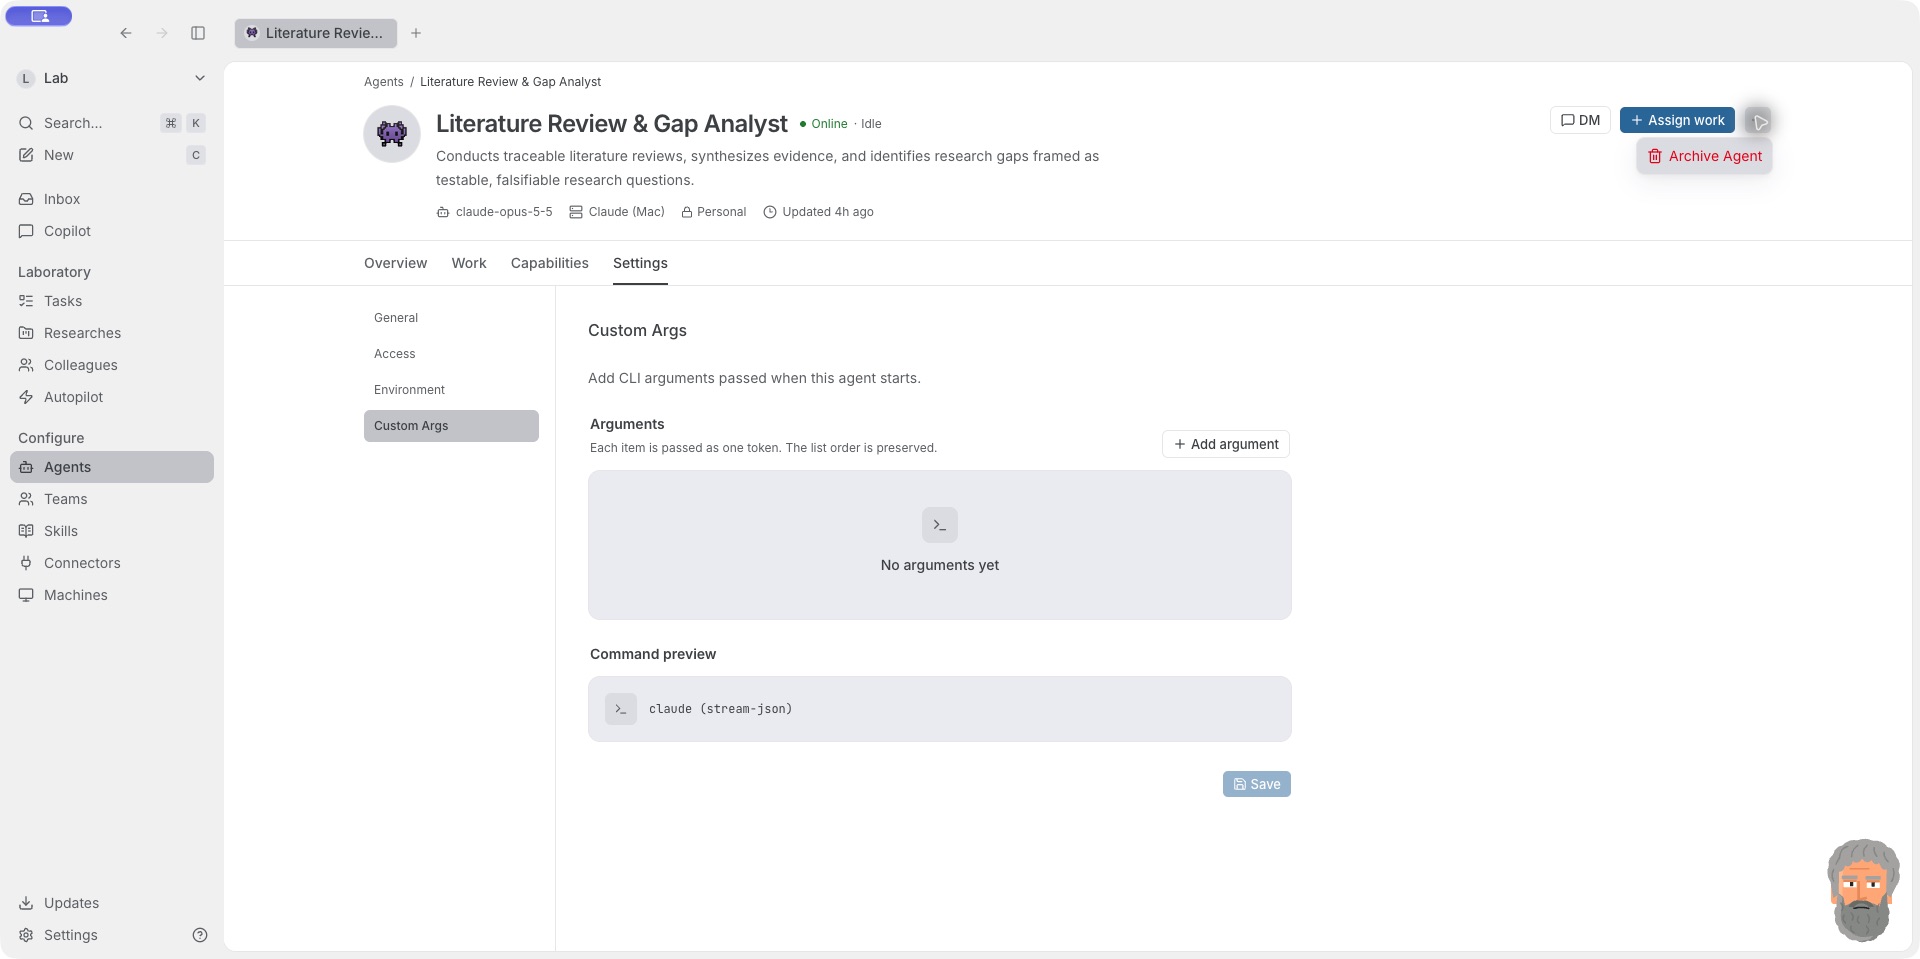 Literature Revie...
L Lab
Search... ⌘ K
New C
Inbox
Copilot
Laboratory
Tasks
Researches
Colleagues
Autopilot
Configure
Agents
Teams
Skills
Connectors
Machines
Updates
Settings
Agents / Literature Review & Gap Analyst
Literature Review & Gap Analyst • Online · Idle
Conducts traceable literature reviews, synthesizes evidence, and identifies research gaps framed as
testable, falsifiable research questions.
claude-opus-5-5 Claude (Mac) Personal Updated 4h ago
DM + Assign work
Archive Agent
Overview Work Capabilities Settings
General
Access
Environment
Custom Args
Custom Args
Add CLI arguments passed when this agent starts.
Arguments
Each item is passed as one token. The list order is preserved.
+ Add argument
>_
No arguments yet
Command preview
>_ claude (stream-json)
Save